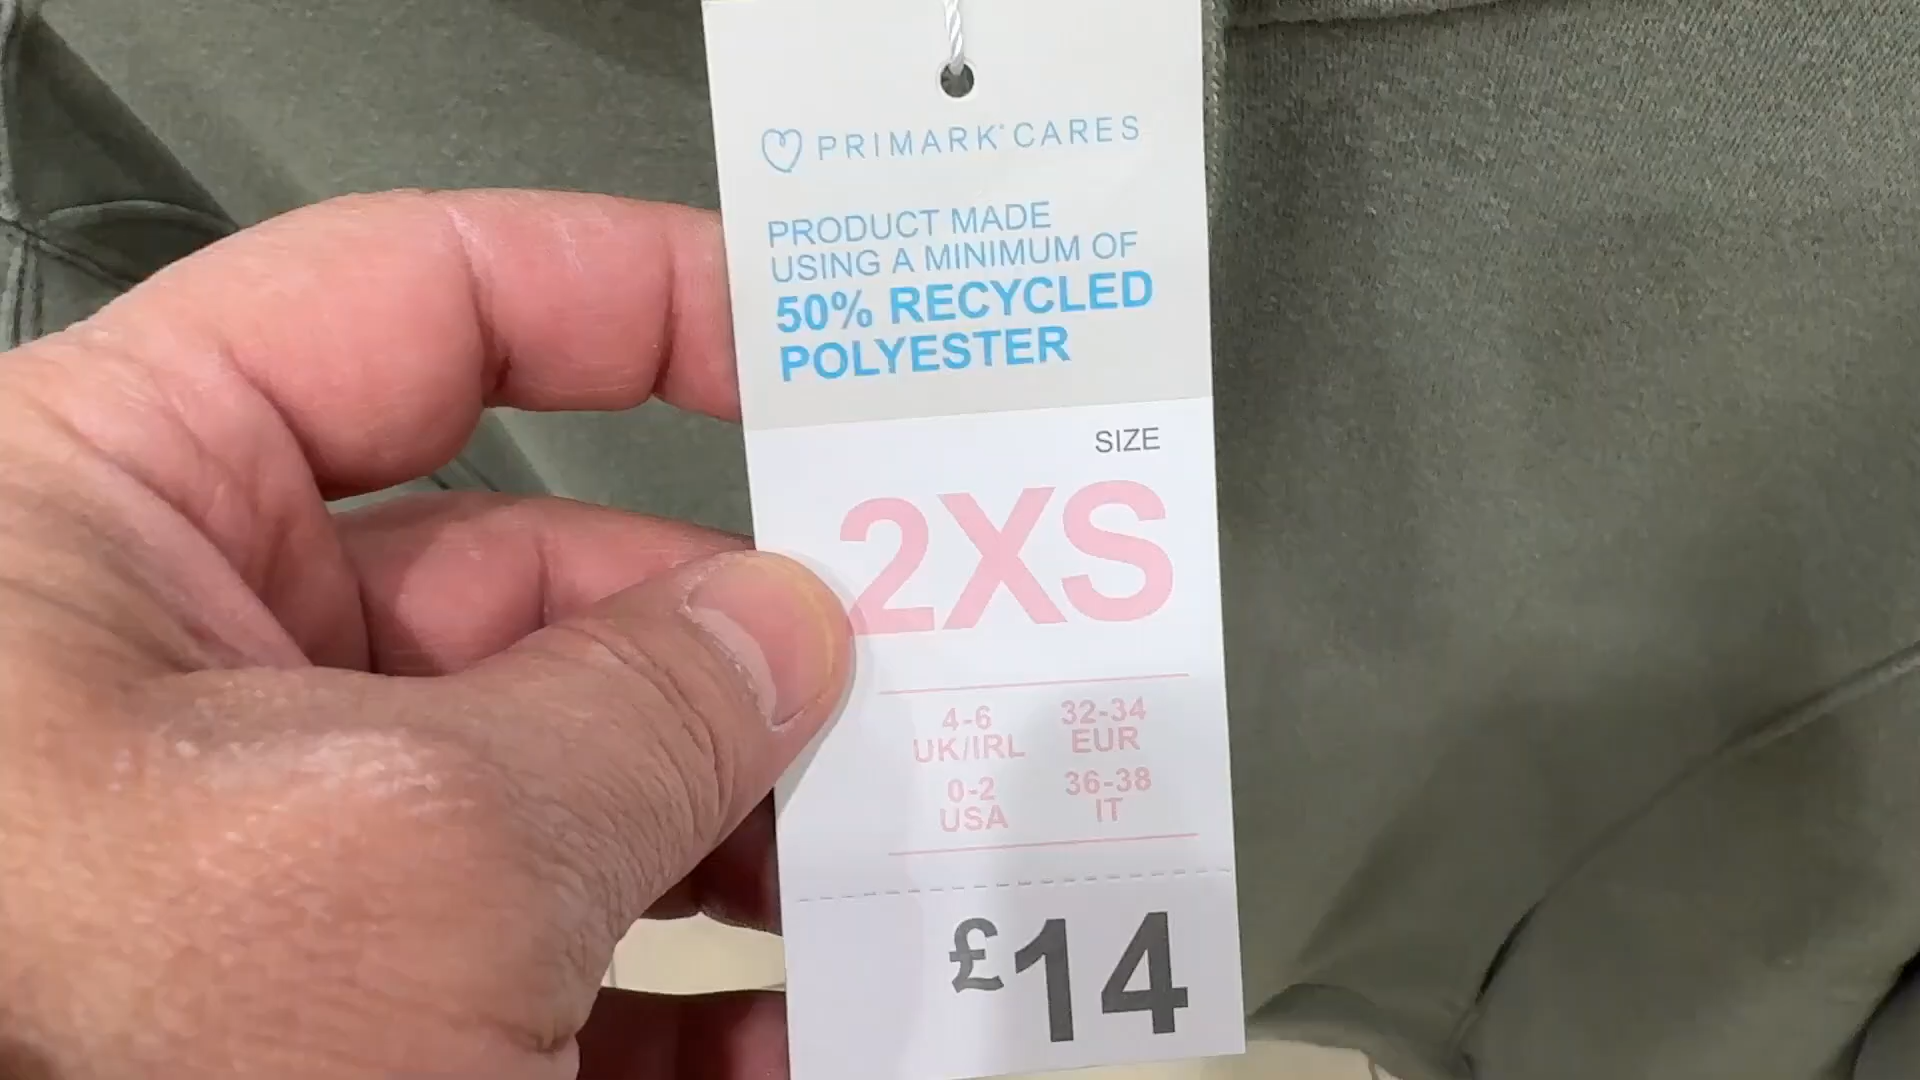 PRIMARK® CARES
PRODUCT MADE
USING A MINIMUM OF
50% RECYCLED
POLYESTER
SIZE
2XS
4-6 32-34
UK/IRL EUR
0-2 36-38
USA IT
£14